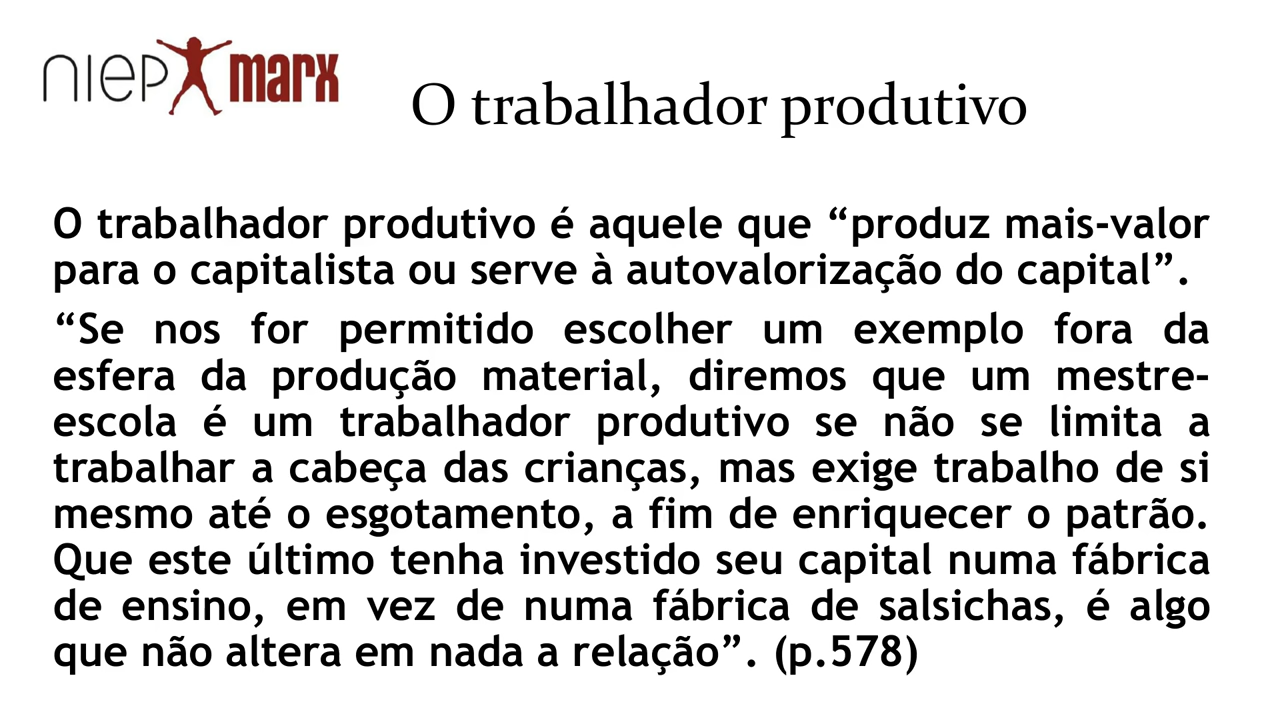 NIEP marx
O trabalhador produtivo
O trabalhador produtivo é aquele que “produz mais-valor
para o capitalista ou serve à autovalorização do capital”.
“Se nos for permitido escolher um exemplo fora da
esfera da produção material, diremos que um mestre-
escola é um trabalhador produtivo se não se limita a
trabalhar a cabeça das crianças, mas exige trabalho de si
mesmo até o esgotamento, a fim de enriquecer o patrão.
Que este último tenha investido seu capital numa fábrica
de ensino, em vez de numa fábrica de salsichas, é algo
que não altera em nada a relação”. (p.578)